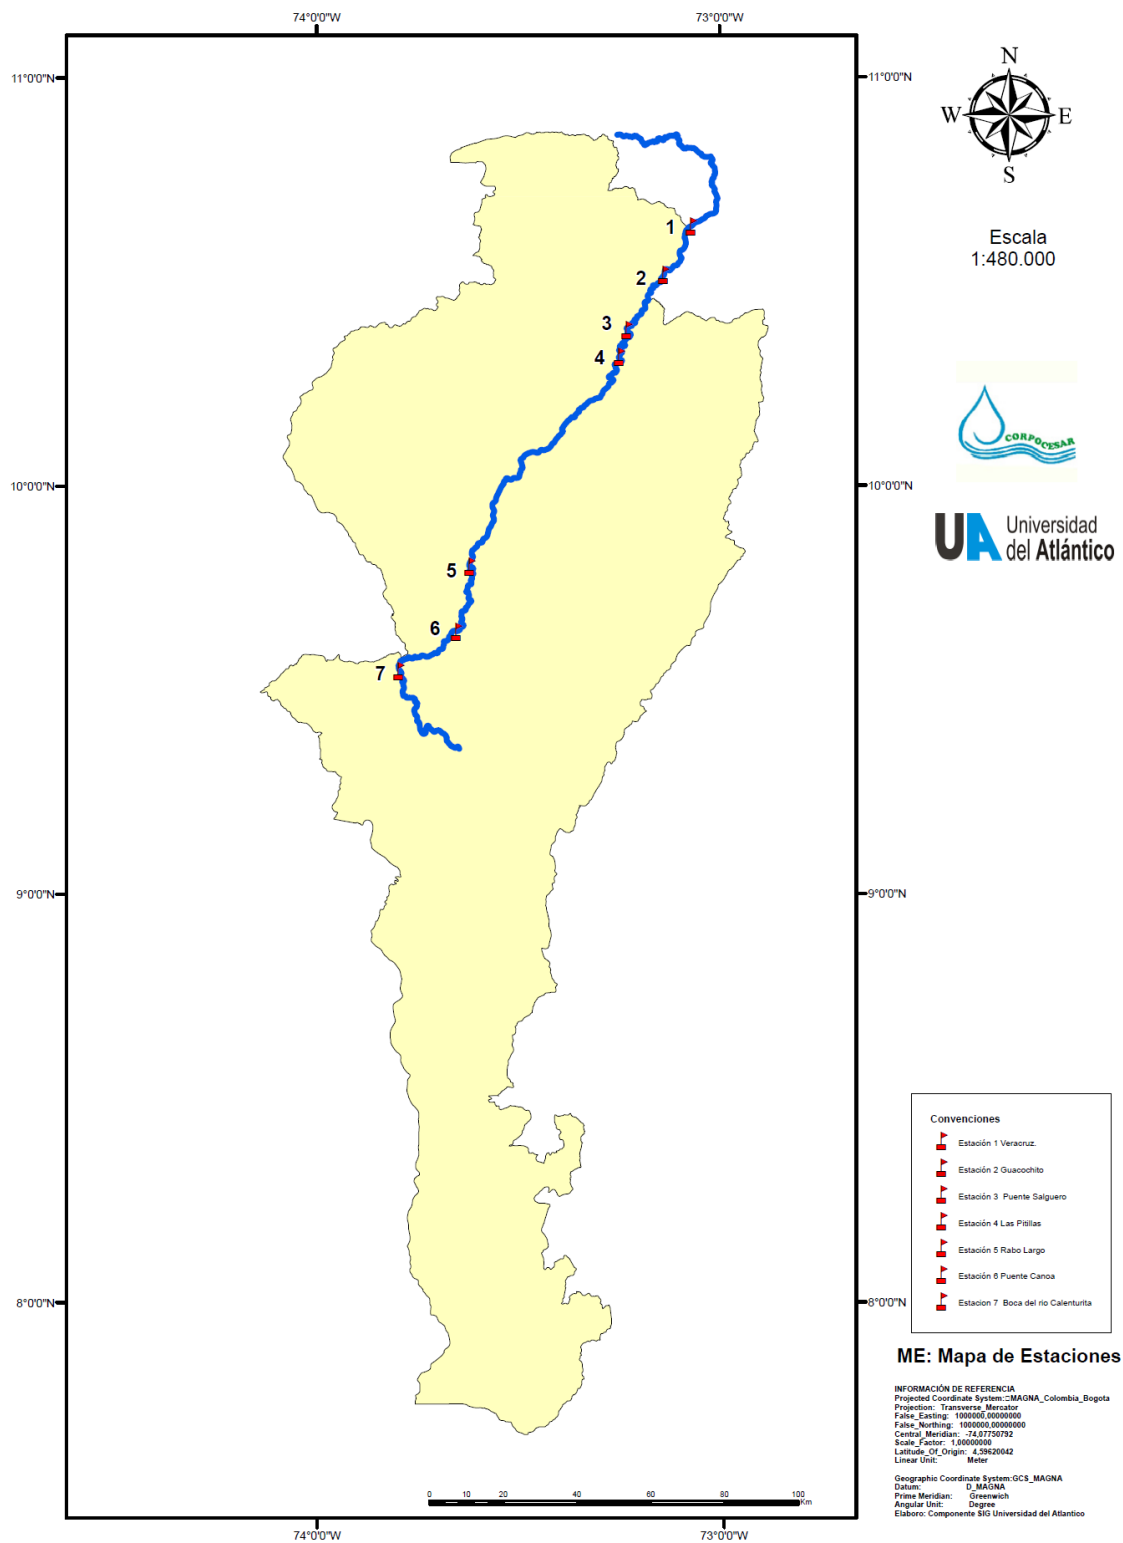 74°0'0"W 73°0'0"W
11°0'0"N 11°0'0"N
N
W E
S
Escala
1:480.000
1
2
3
4
CORPOCESAR
10°0'0"N 10°0'0"N
UA Universidad
del Atlántico
5
6
7
9°0'0"N 9°0'0"N
Convenciones
Estación 1 Veracruz.
Estación 2 Guacochito
Estación 3 Puente Salguero
Estación 4 Las Pitillas
Estación 5 Rabo Largo
Estación 6 Puente Canoa
Estacion 7 Boca del rio Calenturita
8°0'0"N 8°0'0"N
ME: Mapa de Estaciones
INFORMACIÓN DE REFERENCIA
Projected Coordinate System: MAGNA_Colombia_Bogota
Projection: Transverse_Mercator
False_Easting: 1000000,00000000
False_Northing: 1000000,00000000
Central_Meridian: -74,07750792
Scale_Factor: 1,00000000
Latitude_Of_Origin: 4,59620042
Linear Unit: Meter
Geographic Coordinate System:GCS_MAGNA
Datum: D_MAGNA
Prime Meridian: Greenwich
Angular Unit: Degree
Elaboro: Componente SIG Universidad del Atlantico
0 10 20 40 60 80 100
Km
74°0'0"W 73°0'0"W